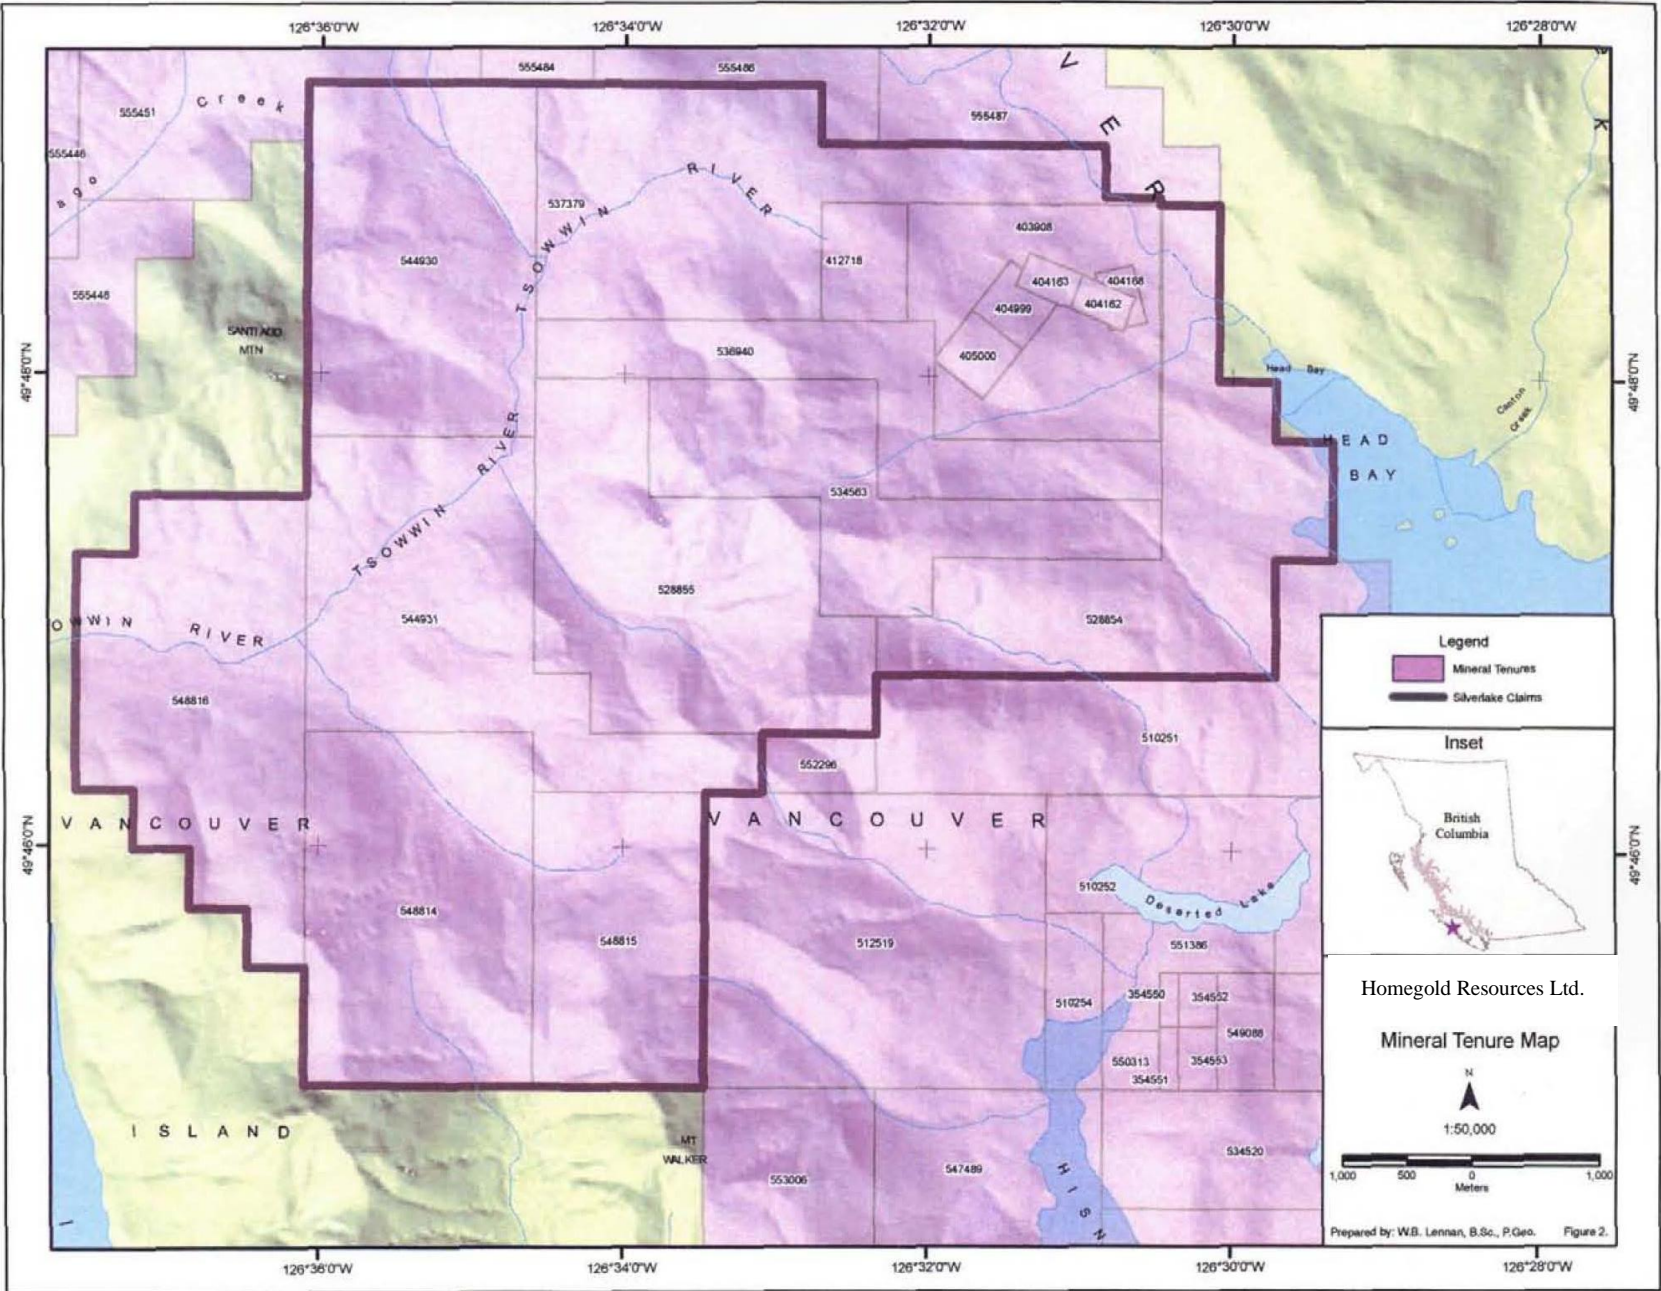 126°36'0"W
126°34'0"W
126°32'0"W
126°30'0"W
126°28'0"W
555484
555486
V
555451
Creek
555487
E
K
555446
R
ago
537379
TSOWWIN RIVER
403908
544930
412718
404163
404168
555446
404999
404162
SANTIAGO
MTN
536940
405000
49°48'0"N
Head Bay
49°48'0"N
Canton
Creek
HEAD
BAY
TSOWWIN RIVER
534563
528855
OWWIN RIVER
544931
528854
Legend
Mineral Tenures
Silverlake Claims
548816
510251
Inset
552296
British
Columbia
VANCOUVER
VANCOUVER
49°46'0"N
49°46'0"N
510252
Deserted Lake
548814
548815
512519
551386
Homegold Resources Ltd.
510254
354550
354552
549088
Mineral Tenure Map
550313
354553
354551
N
1:50,000
ISLAND
MT
WALKER
534520
553006
547489
HISN
1,000
500
0
1,000
Meters
I
Prepared by: W.B. Lennan, B.Sc., P.Geo.
Figure 2.
126°36'0"W
126°34'0"W
126°32'0"W
126°30'0"W
126°28'0"W